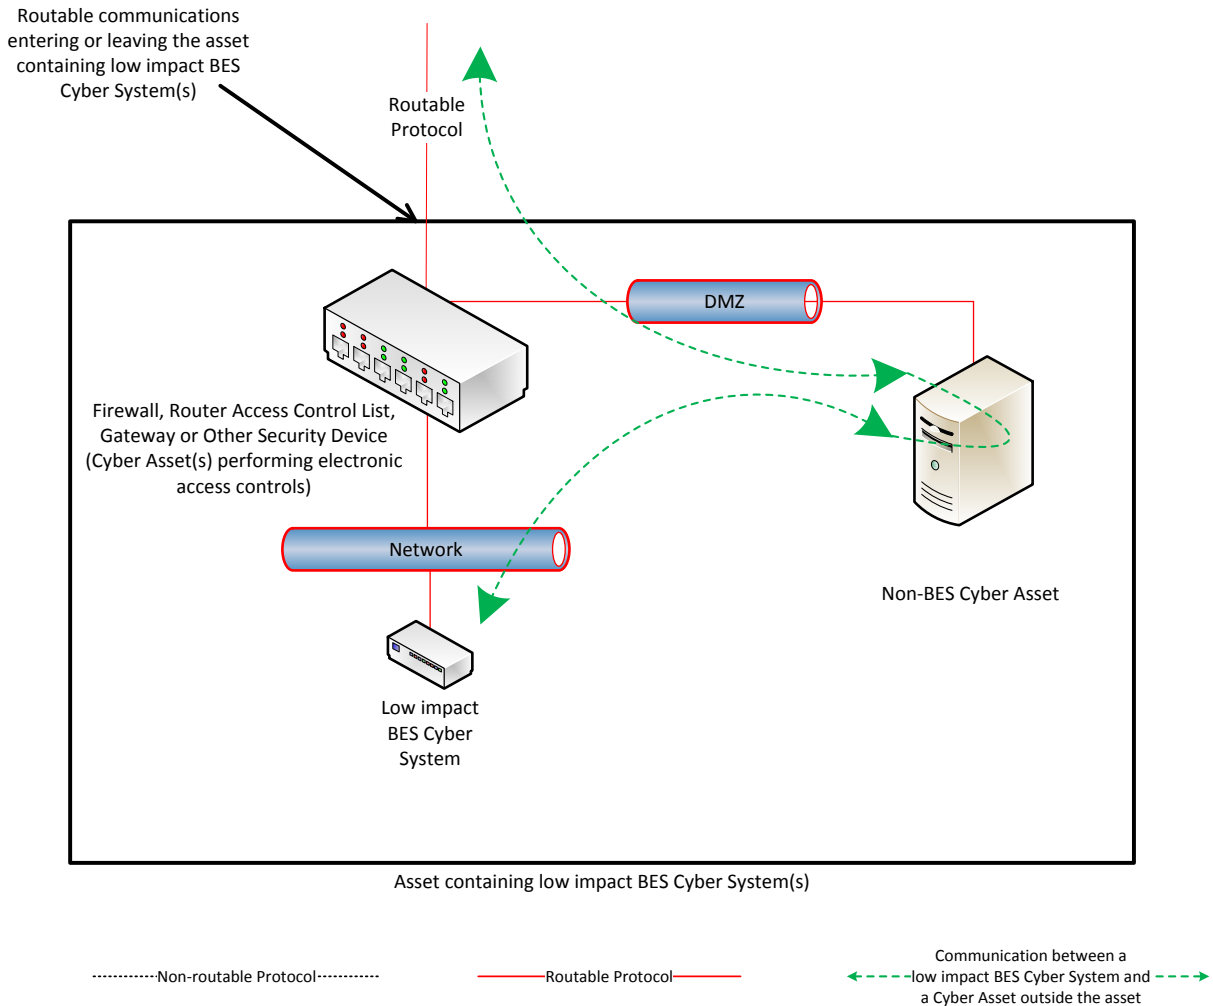 Routable communications
entering or leaving the asset
containing low impact BES
Cyber System(s)
Routable
Protocol
DMZ
Firewall, Router Access Control List,
Gateway or Other Security Device
(Cyber Asset(s) performing electronic
access controls)
Network
Non-BES Cyber Asset
Low impact
BES Cyber
System
Asset containing low impact BES Cyber System(s)
Non-routable Protocol
Routable Protocol
Communication between a
low impact BES Cyber System and
a Cyber Asset outside the asset